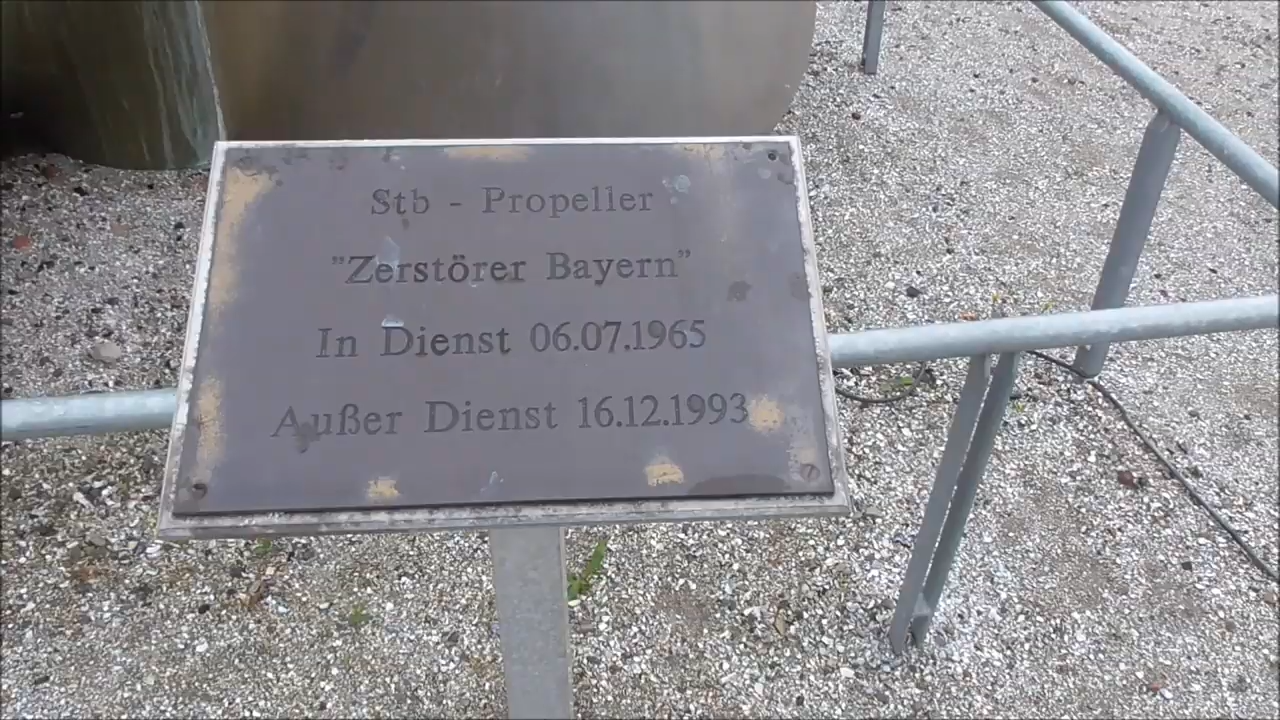 Stb - Propeller
"Zerstörer Bayern"
In Dienst 06.07.1965
Außer Dienst 16.12.1993